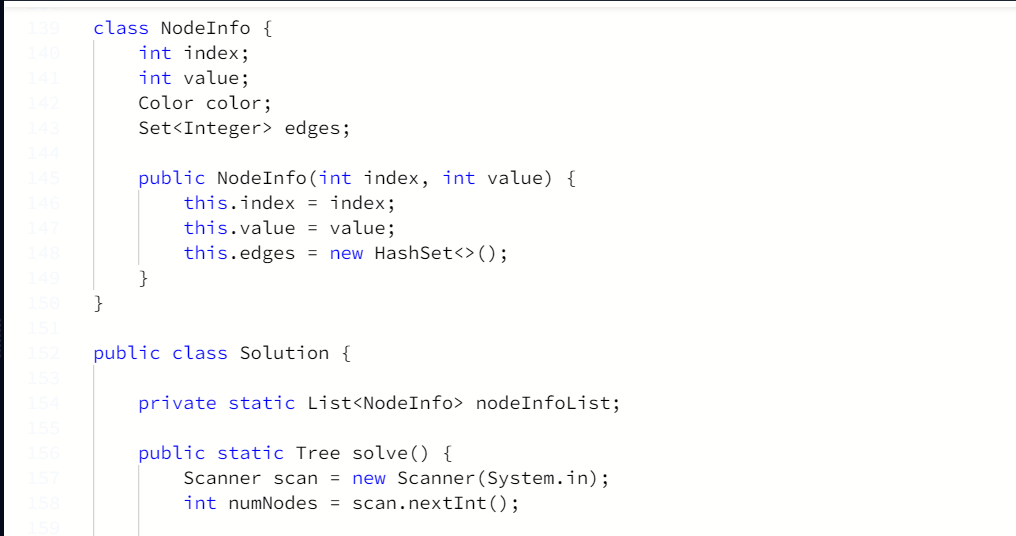 139 class NodeInfo {
140 int index;
141 int value;
142 Color color;
143 Set<Integer> edges;
144
145 public NodeInfo(int index, int value) {
146 this.index = index;
147 this.value = value;
148 this.edges = new HashSet<>();
149 }
150 }
151
152 public class Solution {
153
154 private static List<NodeInfo> nodeInfoList;
155
156 public static Tree solve() {
157 Scanner scan = new Scanner(System.in);
158 int numNodes = scan.nextInt();
159